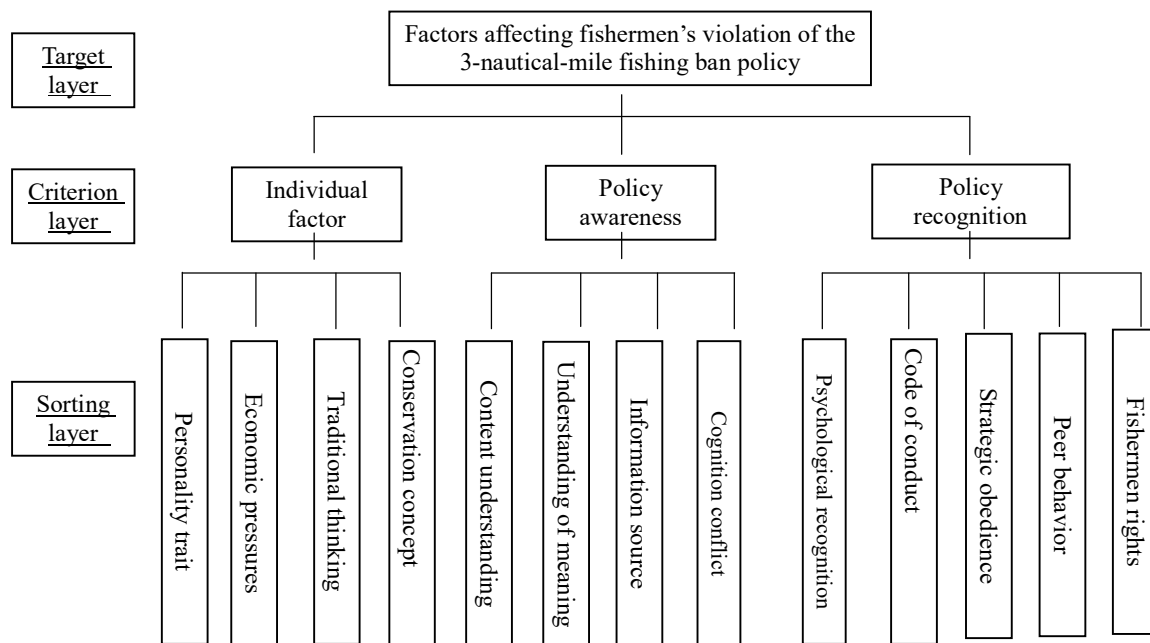 Target
layer
Factors affecting fishermen's violation of the
3-nautical-mile fishing ban policy
Criterion
layer
Individual
factor
Policy
awareness
Policy
recognition
Sorting
layer
Personality trait
Economic pressures
Traditional thinking
Conservation concept
Content understanding
Understanding of meaning
Information source
Cognition conflict
Psychological recognition
Code of conduct
Strategic obedience
Peer behavior
Fishermen rights